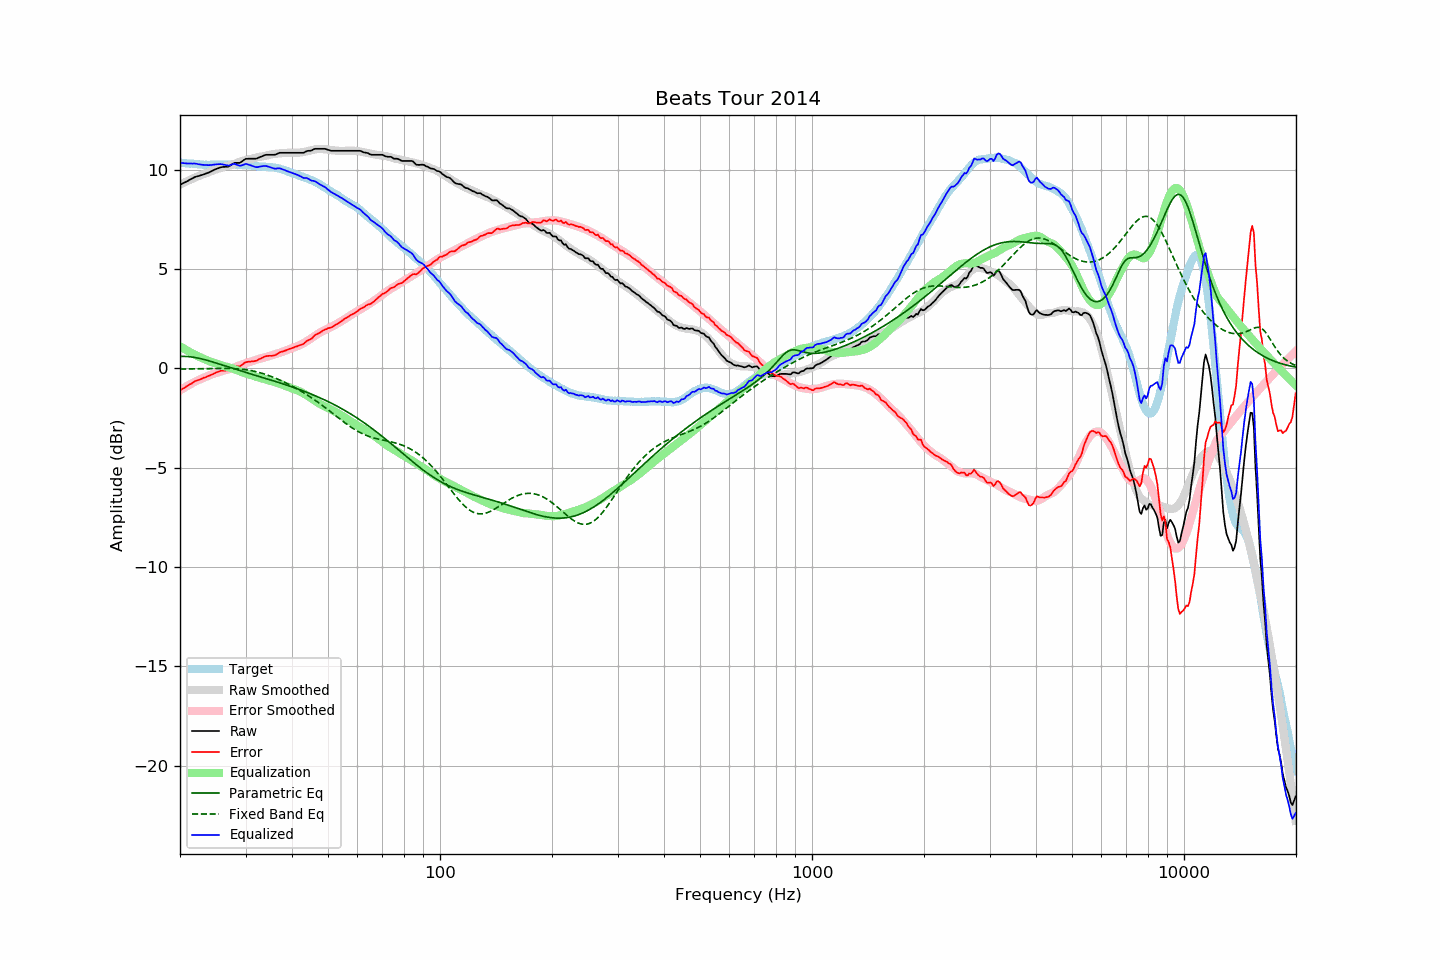 Beats Tour 2014
Amplitude (dBr)
10
5
0
−5
−10
−15
−20
Target
Raw Smoothed
Error Smoothed
Raw
Error
Equalization
Parametric Eq
Fixed Band Eq
Equalized
100 1000 10000
Frequency (Hz)